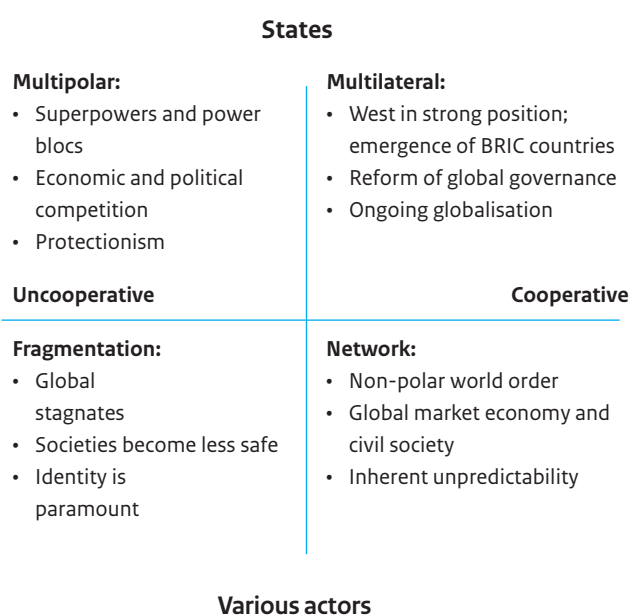 States
Multipolar:
• Superpowers and power
blocs
• Economic and political
competition
• Protectionism
Multilateral:
• West in strong position;
emergence of BRIC countries
• Reform of global governance
• Ongoing globalisation
Uncooperative
Cooperative
Fragmentation:
• Global
stagnates
• Societies become less safe
• Identity is
paramount
Network:
• Non-polar world order
• Global market economy and
civil society
• Inherent unpredictability
Various actors